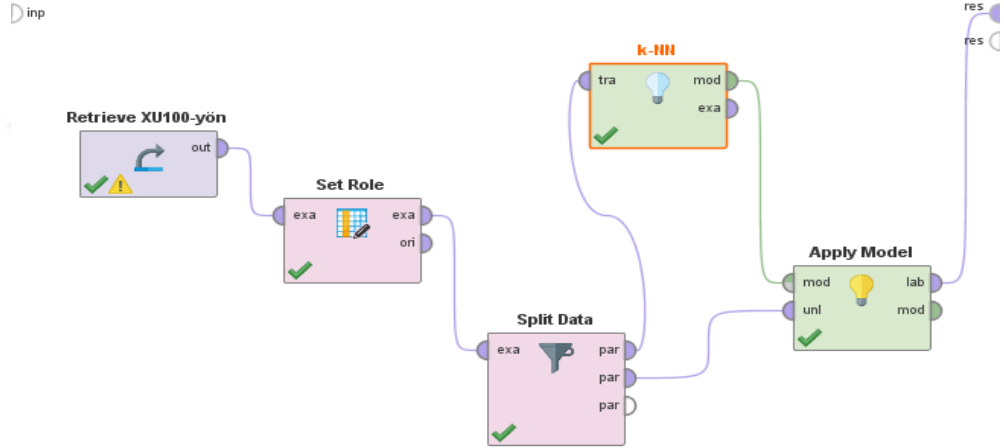 inp
res
res
k-NN
tra
mod
exa
Retrieve XU100-yön
out
Set Role
exa
exa
ori
Apply Model
mod
lab
unl
mod
Split Data
exa
par
par
par